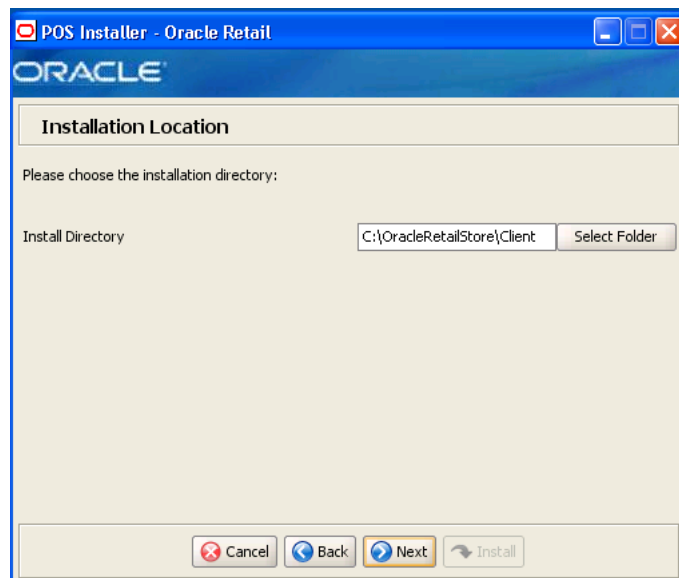 POS Installer - Oracle Retail
ORACLE
Installation Location
Please choose the installation directory:
Install Directory C:\OracleRetailStore\Client Select Folder
Cancel Back Next Install